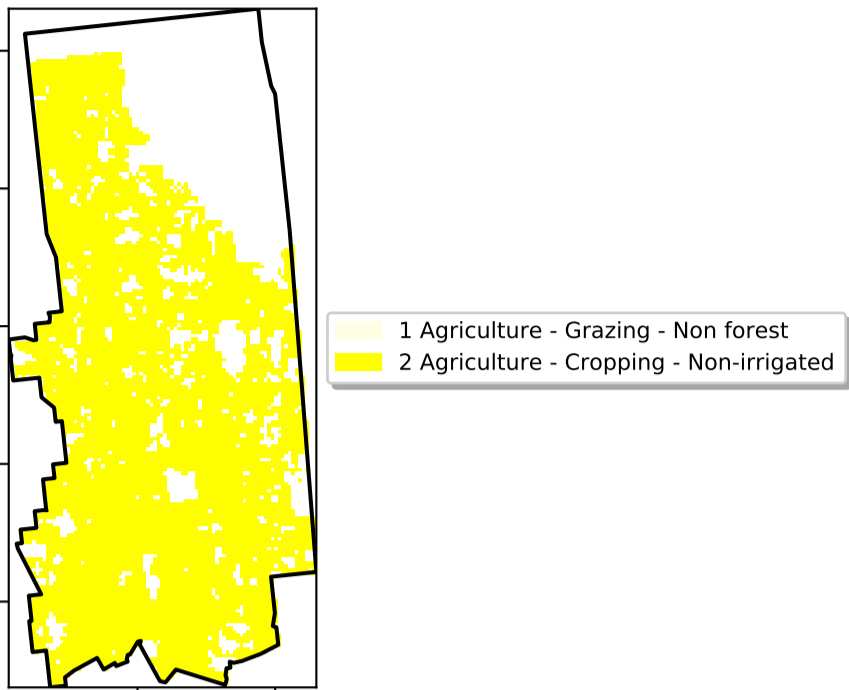 1 Agriculture - Grazing - Non forest
2 Agriculture - Cropping - Non-irrigated